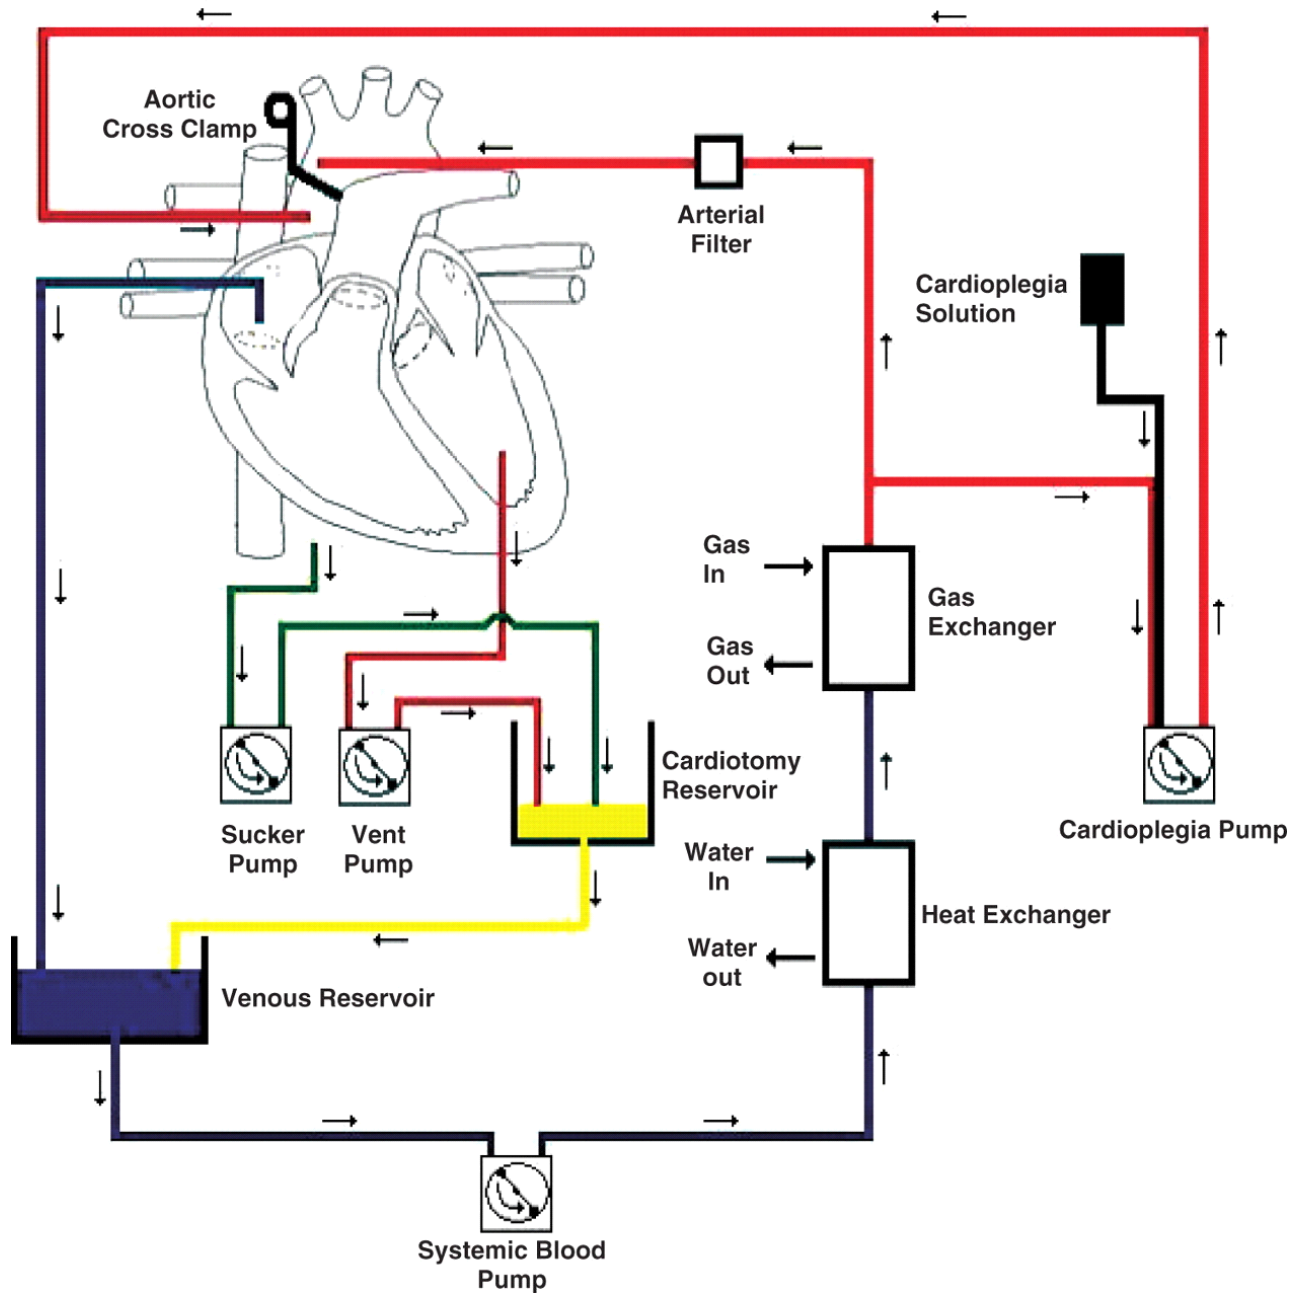 Aortic
Cross Clamp
Arterial
Filter
Cardioplegia
Solution
Gas
In
Gas
Exchanger
Gas
Out
Cardiotomy
Reservoir
Sucker
Pump
Vent
Pump
Cardioplegia Pump
Water
In
Heat Exchanger
Water
out
Venous Reservoir
Systemic Blood
Pump